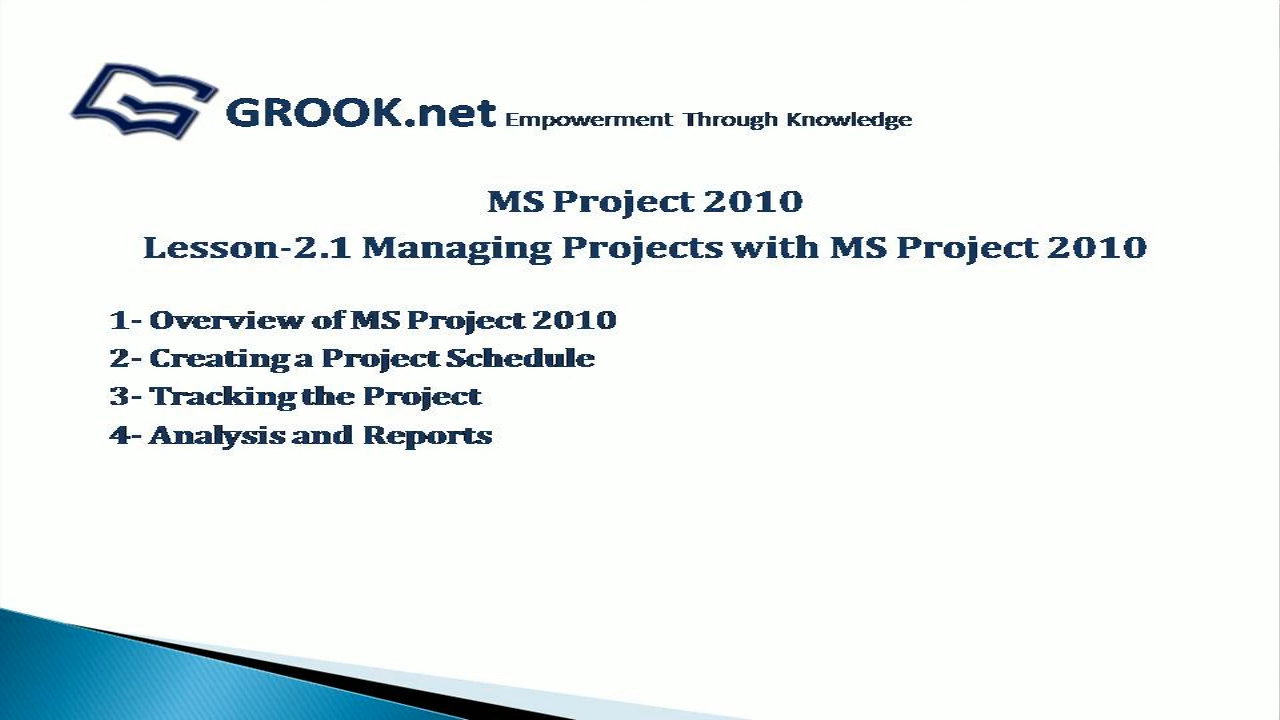 GROOK.net Empowerment Through Knowledge
MS Project 2010
Lesson-2.1 Managing Projects with MS Project 2010
1- Overview of MS Project 2010
2- Creating a Project Schedule
3- Tracking the Project
4- Analysis and Reports